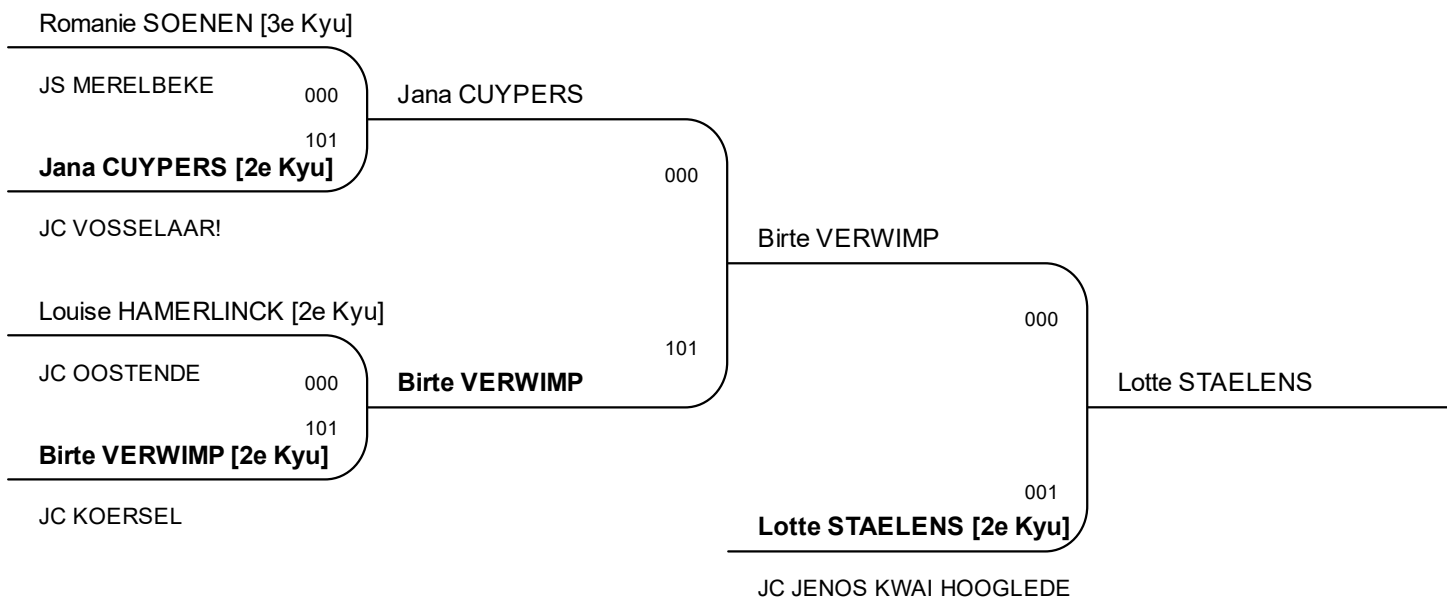 Romanie SOENEN [3e Kyu]
JS MERELBEKE
000
Jana CUYPERS
101
Jana CUYPERS [2e Kyu]
000
JC VOSSELAAR!
Birte VERWIMP
Louise HAMERLINCK [2e Kyu]
000
101
JC OOSTENDE
000
Birte VERWIMP
Lotte STAELENS
101
Birte VERWIMP [2e Kyu]
001
JC KOERSEL
Lotte STAELENS [2e Kyu]
JC JENOS KWAI HOOGLEDE